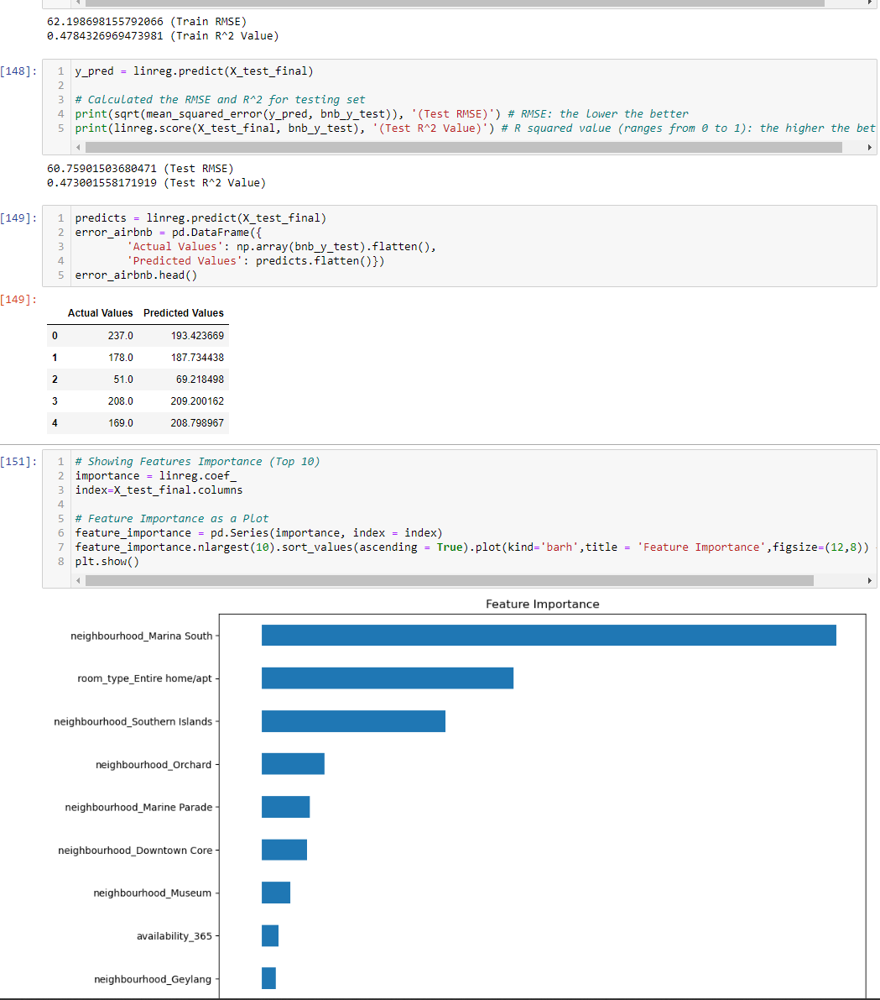 62.198698155792066 (Train RMSE)
0.4784326969473981 (Train R^2 Value)
[148]:
1 y_pred = linreg.predict(X_test_final)
2
3 # Calculated the RMSE and R^2 for testing set
4 print(sqrt(mean_squared_error(y_pred, bnb_y_test)), '(Test RMSE)') # RMSE: the lower the better
5 print(linreg.score(X_test_final, bnb_y_test), '(Test R^2 Value)') # R squared value (ranges from 0 to 1): the higher the bet
60.75901503680471 (Test RMSE)
0.473001558171919 (Test R^2 Value)
[149]:
1 predicts = linreg.predict(X_test_final)
2 error_airbnb = pd.DataFrame({
3 'Actual Values': np.array(bnb_y_test).flatten(),
4 'Predicted Values': predicts.flatten()})
5 error_airbnb.head()
[149]:
Actual Values Predicted Values
0 237.0 193.423669
1 178.0 187.734438
2 51.0 69.218498
3 208.0 209.200162
4 169.0 208.798967
[151]:
1 # Showing Features Importance (Top 10)
2 importance = linreg.coef_
3 index=X_test_final.columns
4
5 # Feature Importance as a Plot
6 feature_importance = pd.Series(importance, index = index)
7 feature_importance.nlargest(10).sort_values(ascending = True).plot(kind='barh',title = 'Feature Importance',figsize=(12,8))
8 plt.show()
Feature Importance
neighbourhood_Marina South
room_type_Entire home/apt
neighbourhood_Southern Islands
neighbourhood_Orchard
neighbourhood_Marine Parade
neighbourhood_Downtown Core
neighbourhood_Museum
availability_365
neighbourhood_Geylang